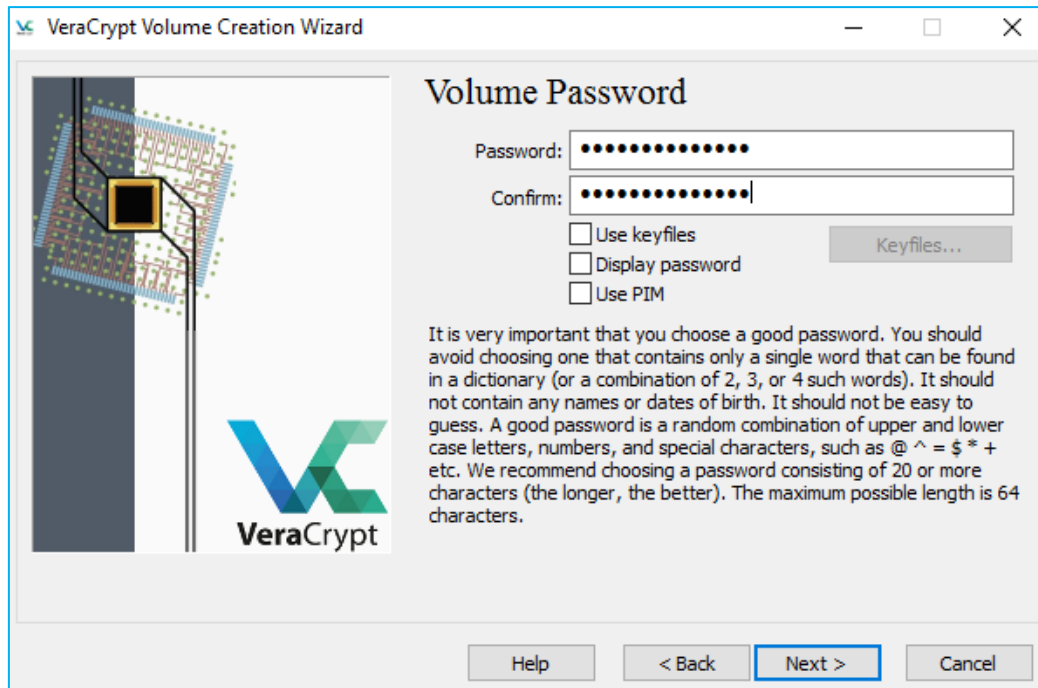 VeraCrypt Volume Creation Wizard
Volume Password
Password: ••••••••••••••
Confirm: ••••••••••••••
Use keyfiles
Keyfiles...
Display password
Use PIM
It is very important that you choose a good password. You should
avoid choosing one that contains only a single word that can be found
in a dictionary (or a combination of 2, 3, or 4 such words). It should
not contain any names or dates of birth. It should not be easy to
guess. A good password is a random combination of upper and lower
case letters, numbers, and special characters, such as @ ^ = $ * +
etc. We recommend choosing a password consisting of 20 or more
characters (the longer, the better). The maximum possible length is 64
characters.
VeraCrypt
Help
< Back
Next >
Cancel